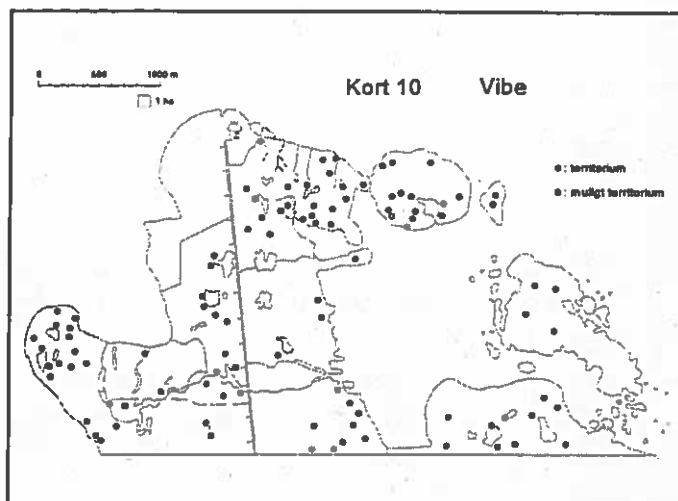 0 500 1000 m
1 ha
Kort 10 Vibe
: territorium
: muligt territorium